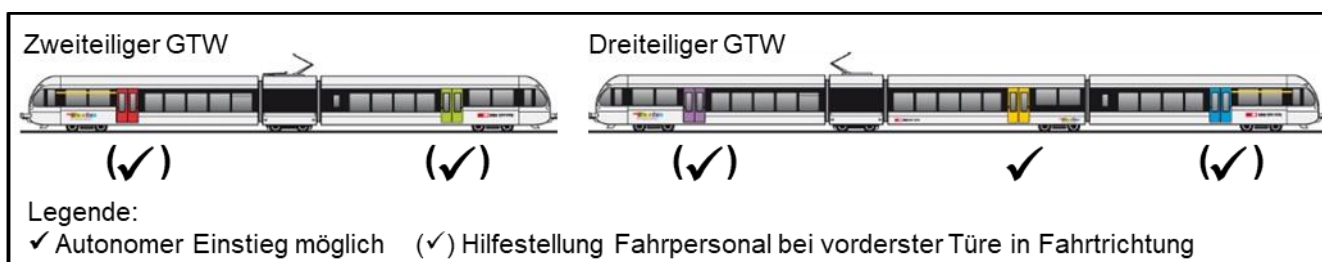 Zweiteiliger GTW
Dreiteiliger GTW
(✓) (✓) (✓) ✓ (✓)
Legende:
✓ Autonomer Einstieg möglich (✓) Hilfestellung Fahrpersonal bei vorderster Türe in Fahrtrichtung